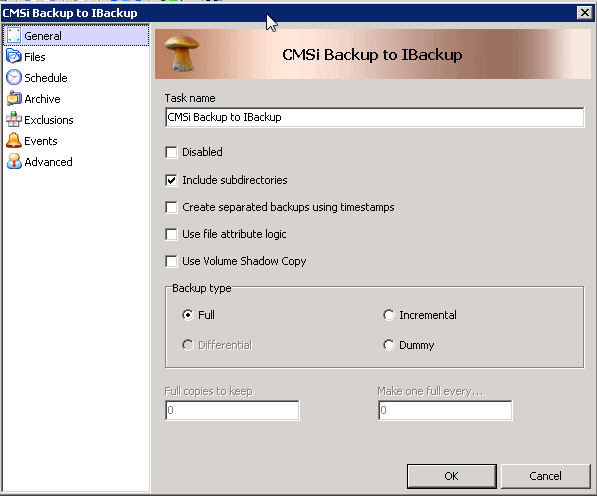 CMSi Backup to IBackup
General
Files
Schedule
Archive
Exclusions
Events
Advanced
CMSi Backup to IBackup
Task name
CMSi Backup to IBackup
Disabled
Include subdirectories
Create separated backups using timestamps
Use file attribute logic
Use Volume Shadow Copy
Backup type
Full
Incremental
Differential
Dummy
Full copies to keep
Make one full every...
0
0
OK
Cancel